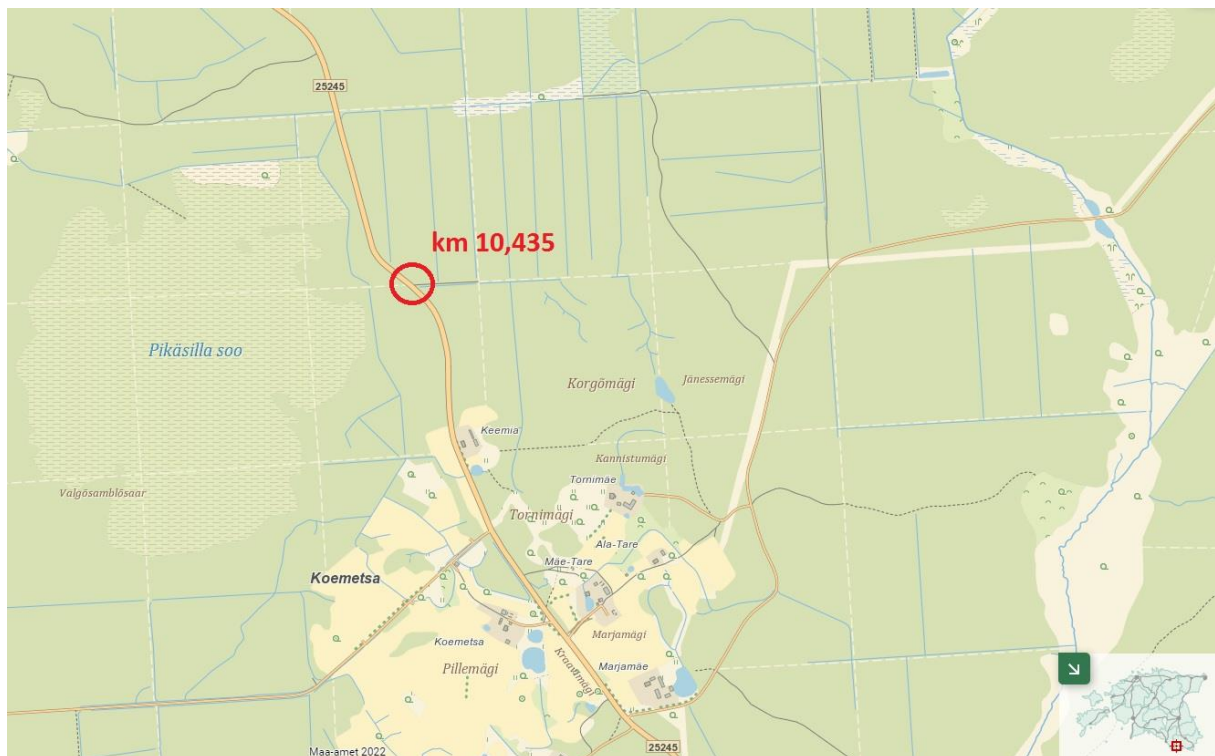 25245
km 10,435
Pikäsilla soo
Korgõmägi
Jänessemägi
Keemia
Kannistumägi
Valgõsamblõsaar
Tornimäe
Tornimägi
Ala-Tare
Mäe-Tare
Koemetsa
Marjamägi
Koemetsa
Pillemägi
Kraavimägi
Marjamäe
25245
Maa-amet 2022